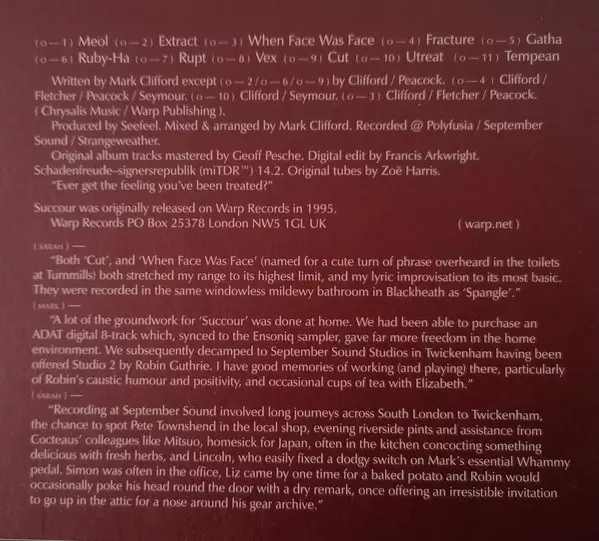 (o—1) Meol (o—2) Extract (o—3) When Face Was Face (o—4) Fracture (o—5) Gatha
(o—6) Ruby-Ha (o—7) Rupt (o—8) Vex (o—9) Cut (o—10) Utreat (o—11) Tempean
Written by Mark Clifford except (o—2/o—6/o—9) by Clifford / Peacock. (o—4) Clifford /
Fletcher / Peacock / Seymour. (o—10) Clifford / Seymour. (o—3) Clifford / Fletcher / Peacock.
(Chrysalis Music / Warp Publishing).
Produced by Seefeel. Mixed & arranged by Mark Clifford. Recorded @ Polyfusia / September
Sound / Strangeweather.
Original album tracks mastered by Geoff Pesche. Digital edit by Francis Arkwright.
Schadenfreude–signersrepublik (miTDR™) 14.2. Original tubes by Zoë Harris.
“Ever get the feeling you've been treated?”
Succour was originally released on Warp Records in 1995.
Warp Records PO Box 25378 London NW5 1GL UK (warp.net)
(SARAH)—
“Both ‘Cut’, and ‘When Face Was Face’ (named for a cute turn of phrase overheard in the toilets
at Turnmills) both stretched my range to its highest limit, and my lyric improvisation to its most basic.
They were recorded in the same windowless mildewy bathroom in Blackheath as ‘Spangle’.”
(MARK)—
“A lot of the groundwork for ‘Succour’ was done at home. We had been able to purchase an
ADAT digital 8-track which, synced to the Ensoniq sampler, gave far more freedom in the home
environment. We subsequently decamped to September Sound Studios in Twickenham having been
offered Studio 2 by Robin Guthrie. I have good memories of working (and playing) there, particularly
of Robin's caustic humour and positivity, and occasional cups of tea with Elizabeth.”
(SARAH)—
“Recording at September Sound involved long journeys across South London to Twickenham,
the chance to spot Pete Townshend in the local shop, evening riverside pints and assistance from
Cocteaus' colleagues like Mitsuo, homesick for Japan, often in the kitchen concocting something
delicious with fresh herbs, and Lincoln, who easily fixed a dodgy switch on Mark's essential Whammy
pedal. Simon was often in the office, Liz came by one time for a baked potato and Robin would
occasionally poke his head round the door with a dry remark, once offering an irresistible invitation
to go up in the attic for a nose around his gear archive.”